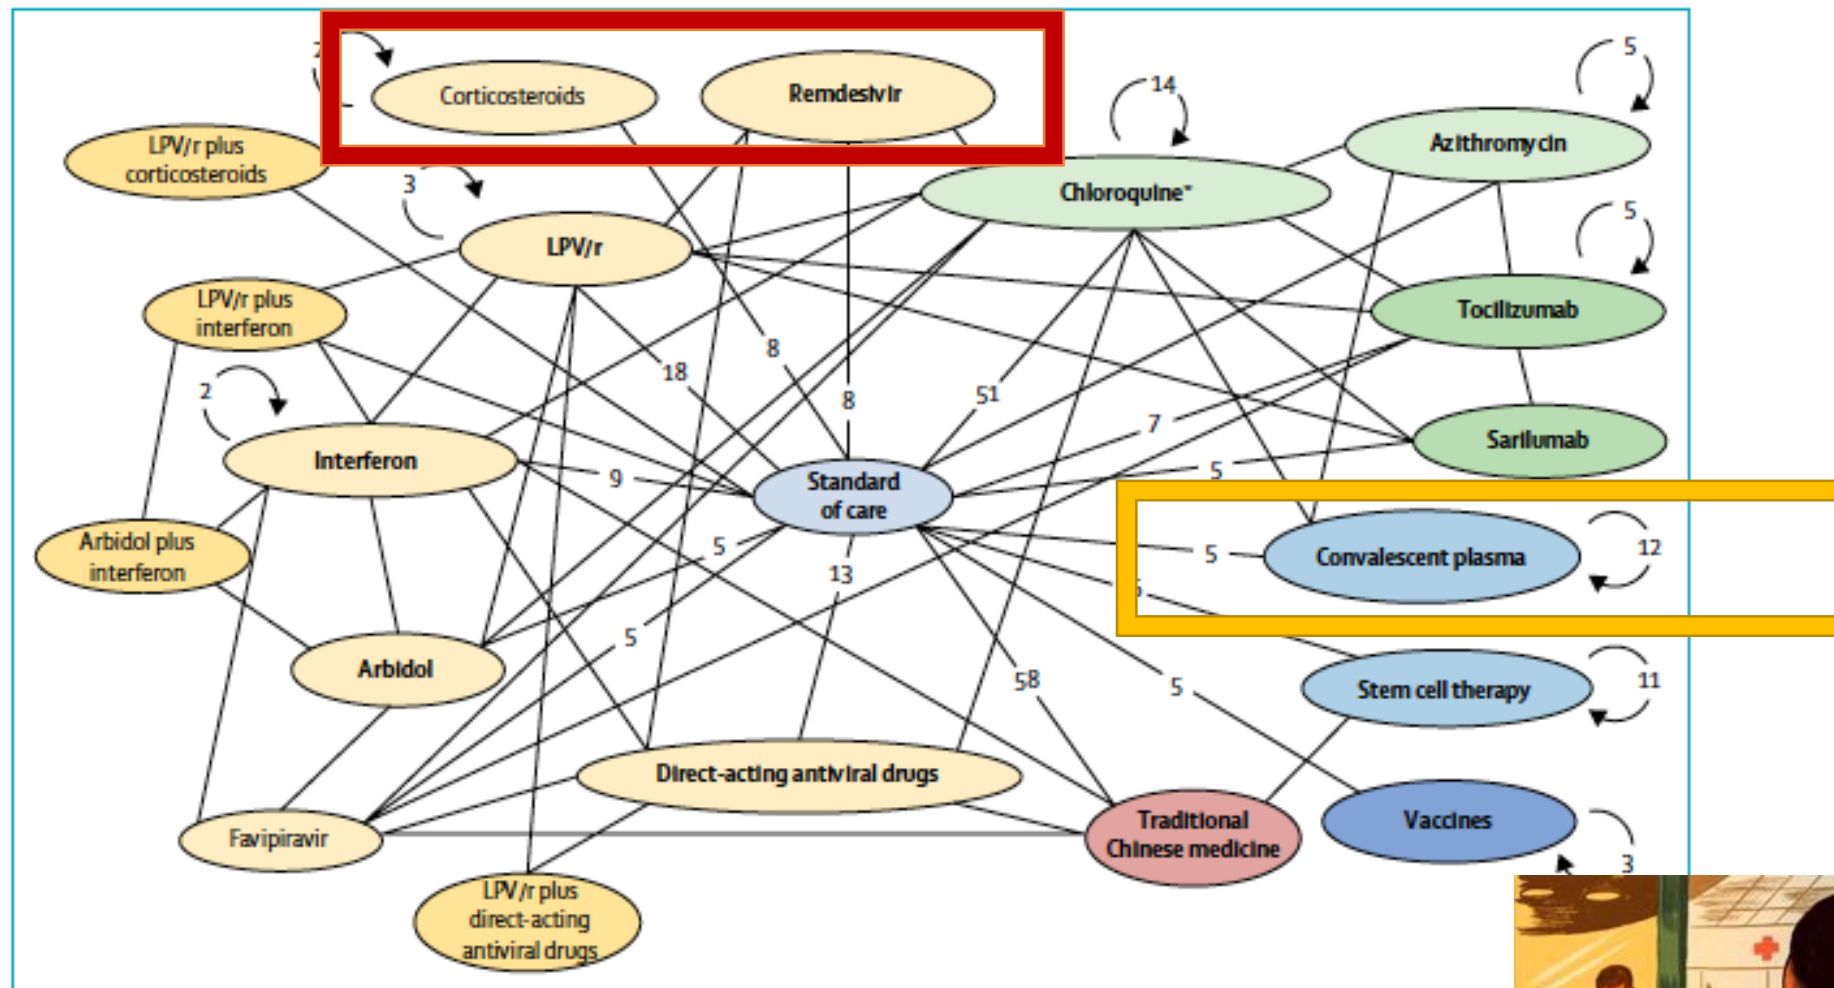 5
2
Corticosteroids
Remdesivir
14
Azithromycin
LPV/r plus
corticosteroids
3
Chloroquine*
5
LPV/r
LPV/r plus
interferon
Tocilizumab
8
18
2
8
51
7
Sarilumab
Interferon
9
Standard
of care
5
Arbidol plus
interferon
5
13
5
Convalescent plasma
12
5
5
Arbidol
58
5
Stem cell therapy
11
Direct-acting antiviral drugs
Favipiravir
Traditional
Chinese medicine
Vaccines
3
LPV/r plus
direct-acting
antiviral drugs